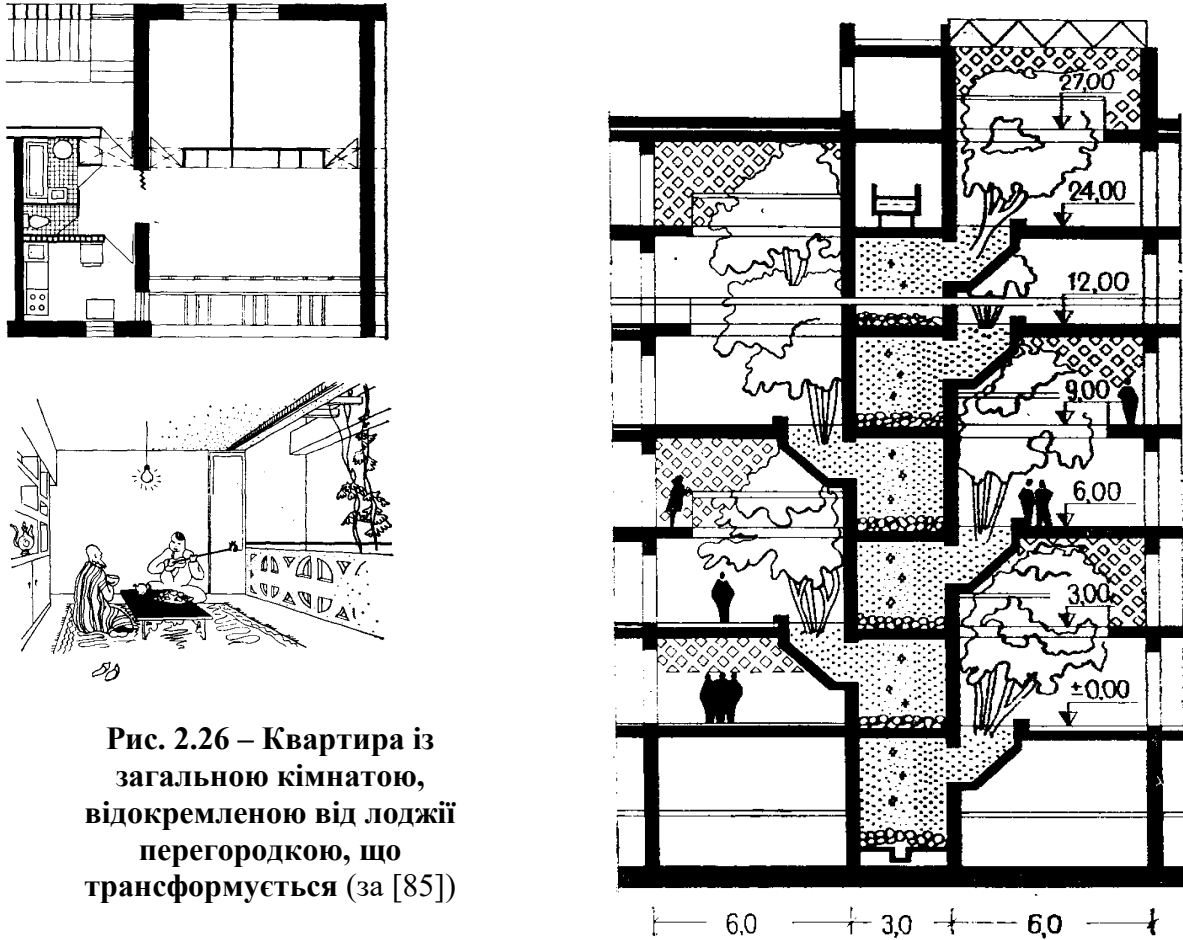 Рис. 2.26 – Квартира із
загальною кімнатою,
відокремленою від лоджії
перегородкою, що
трансформується (за [85])
27,00
24,00
12,00
9,00
6,00
3,00
±0.00
6,0
3,0
6,0